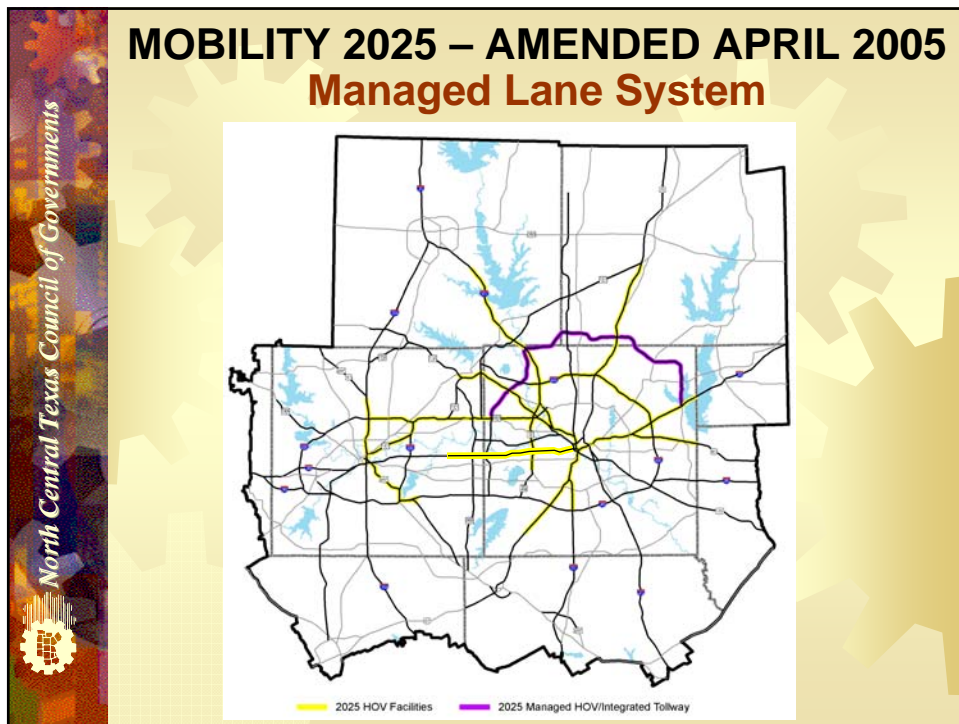 MOBILITY 2025 – AMENDED APRIL 2005
Managed Lane System
North Central Texas Council of Governments
2025 HOV Facilities
2025 Managed HOV/Integrated Tollway